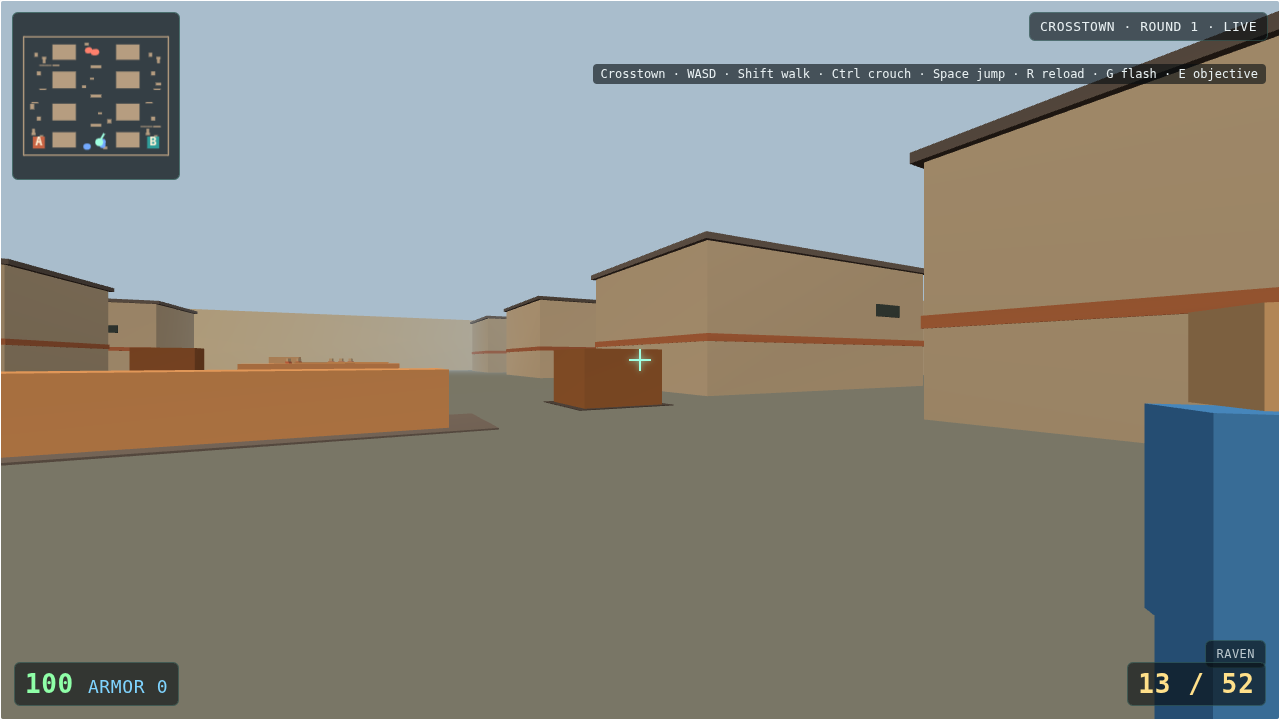 CROSSTOWN · ROUND 1 · LIVE
Crosstown · WASD · Shift walk · Ctrl crouch · Space jump · R reload · G flash · E objective
A
B
100 ARMOR 0
RAVEN
13 / 52